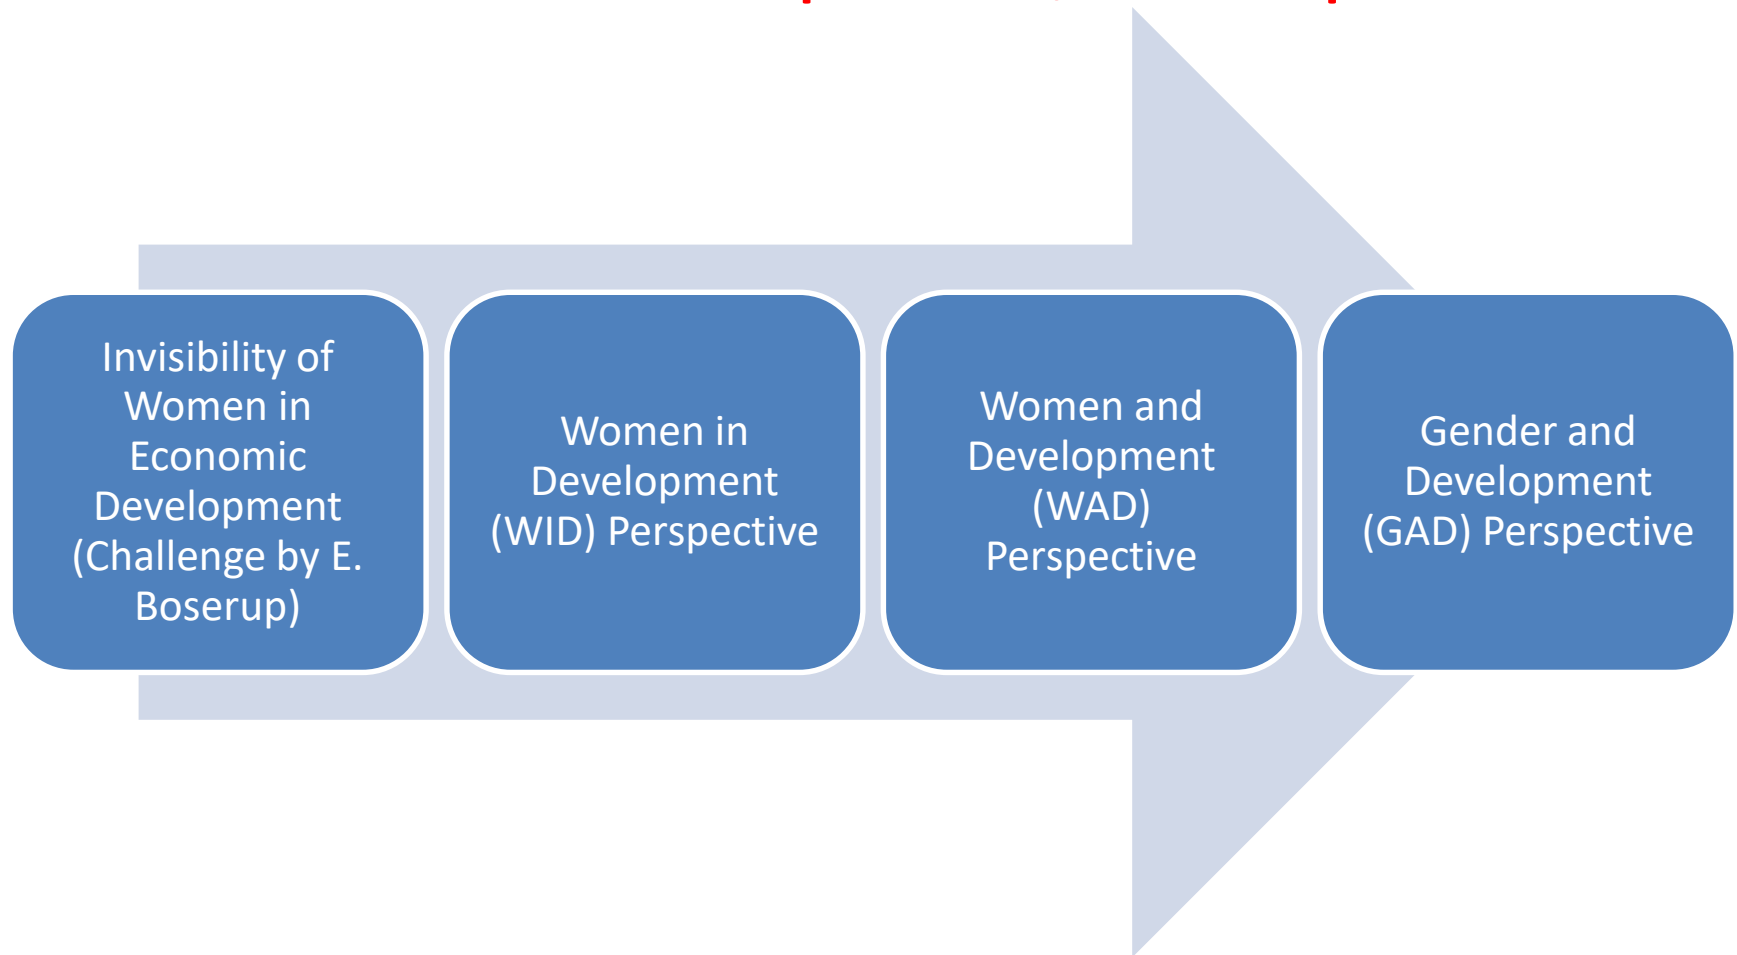 Invisibility of
Women in
Economic
Development
(Challenge by E.
Boserup)
Women in
Development
(WID) Perspective
Women and
Development
(WAD)
Perspective
Gender and
Development
(GAD) Perspective